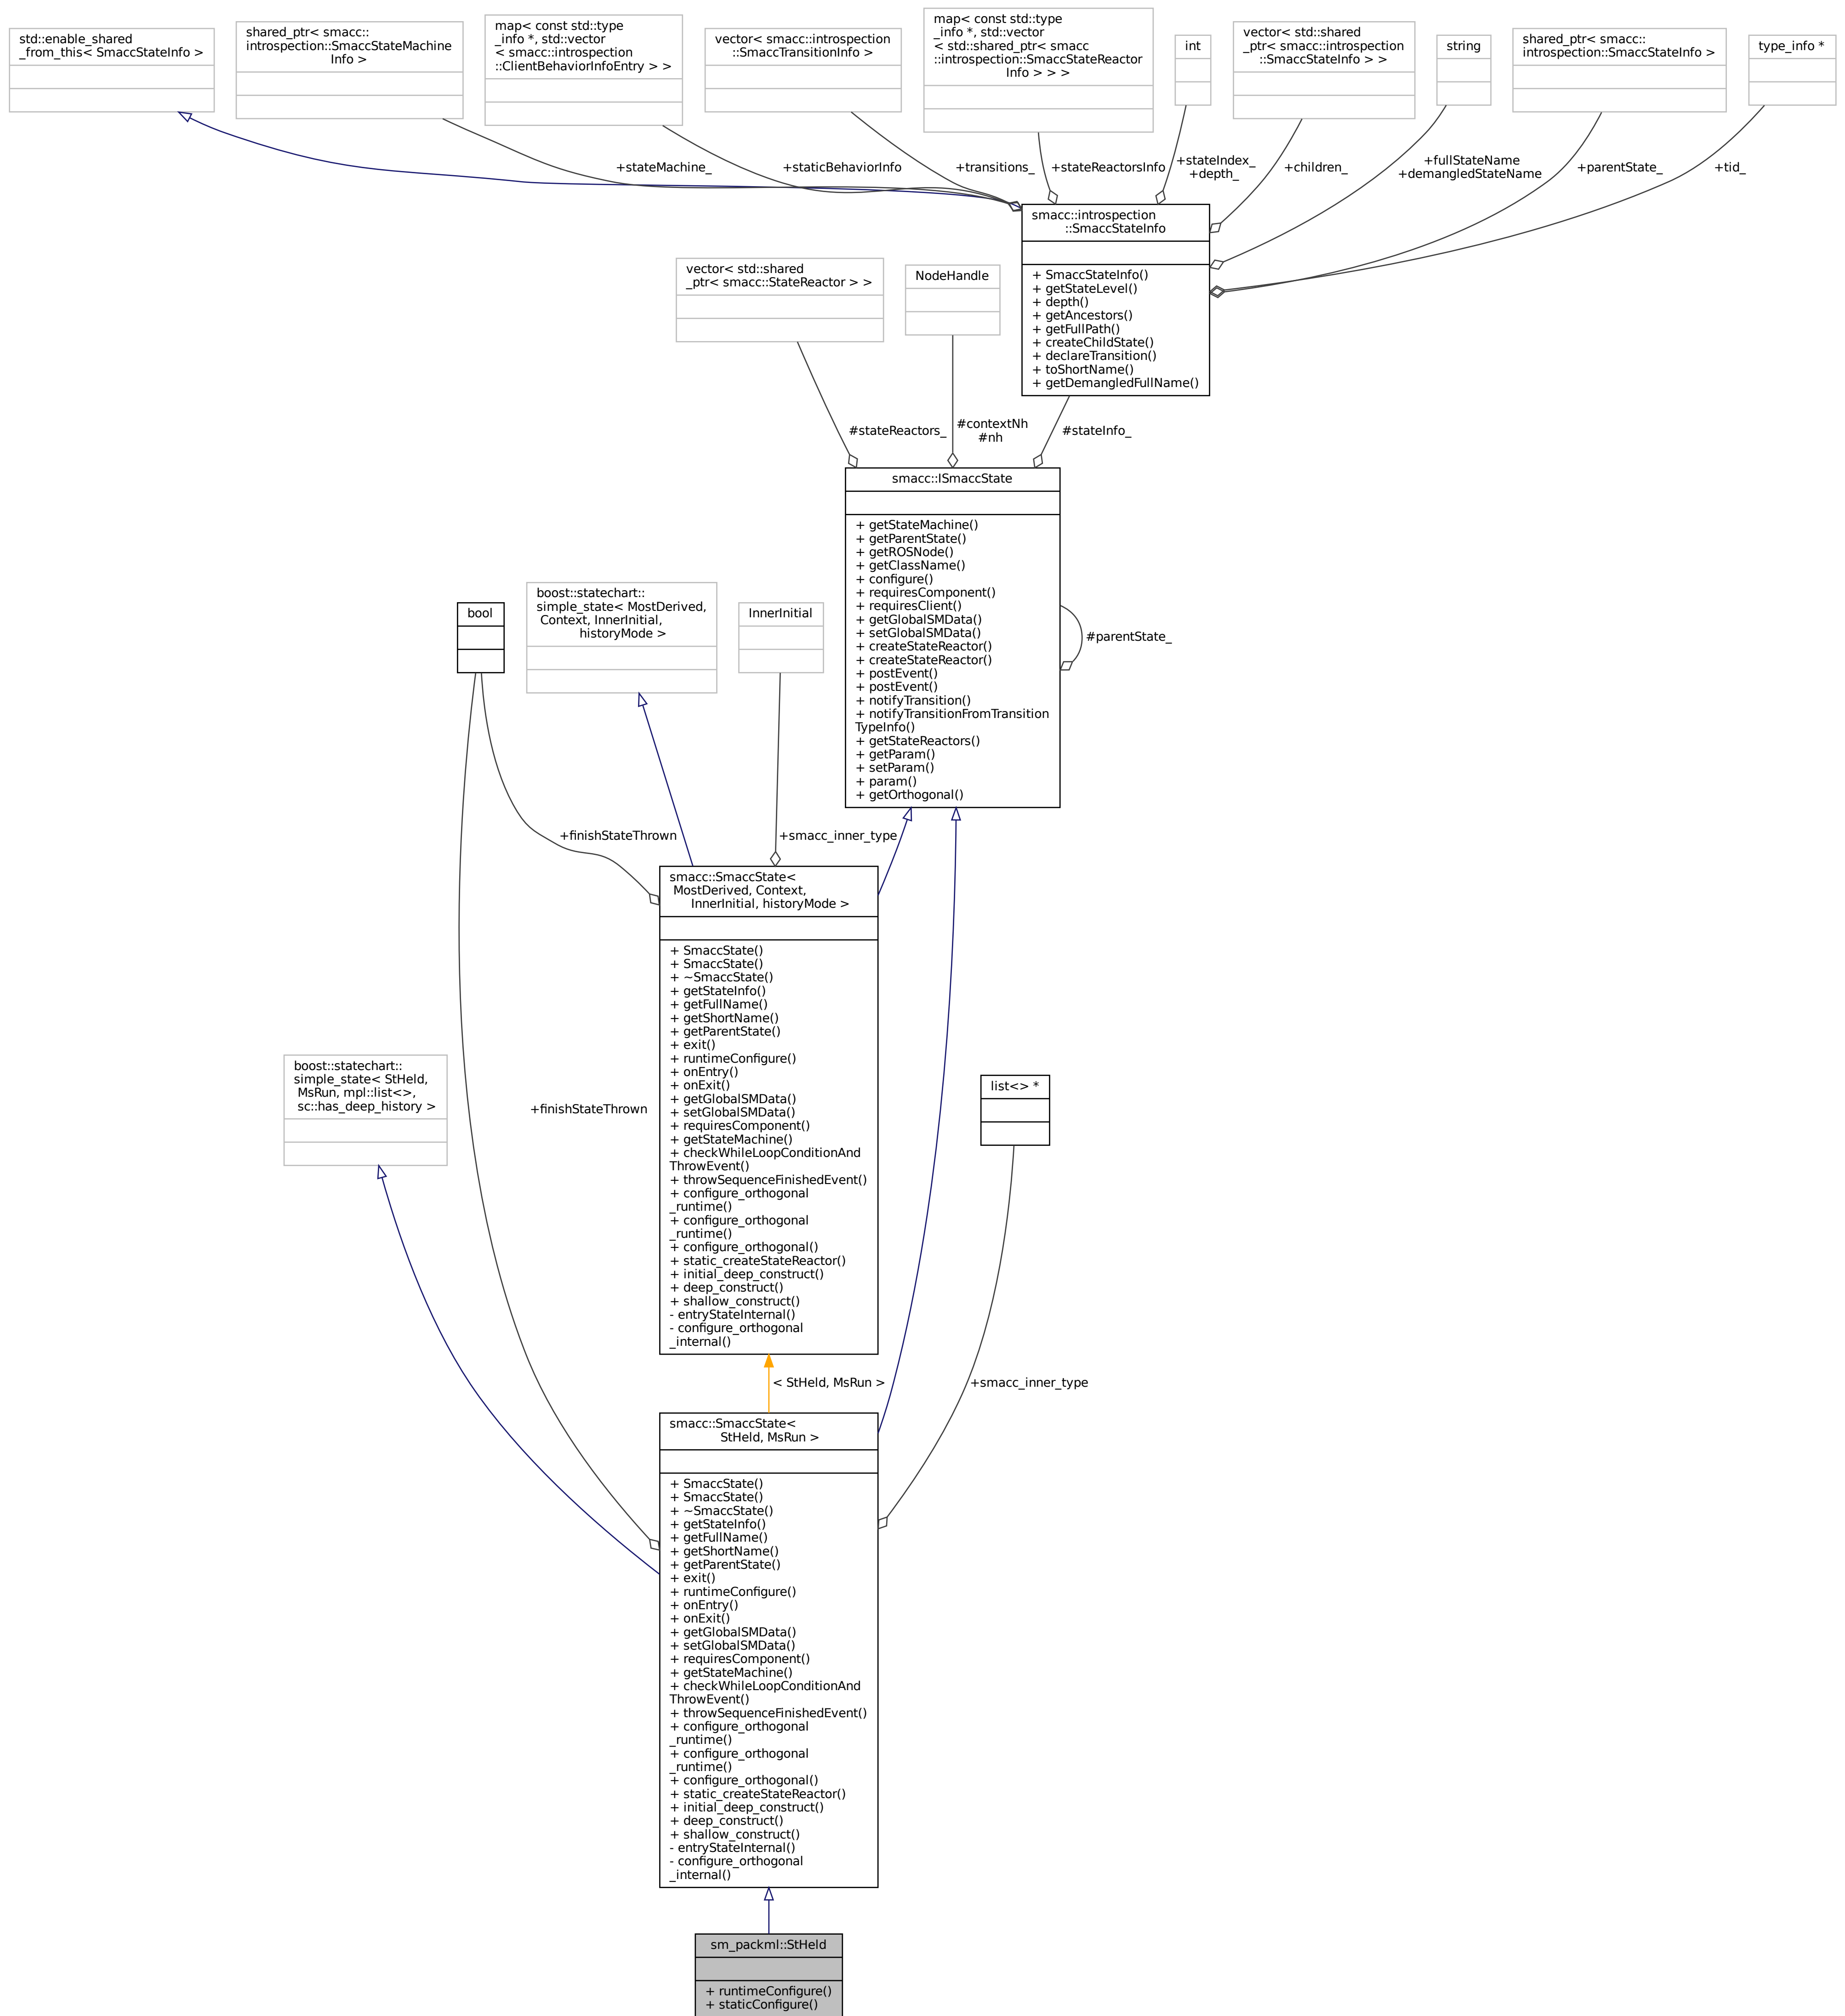 std::enable_shared
_from_this< SmaccStateInfo >
shared_ptr< smacc::
introspection::SmaccStateMachine
Info >
map< const std::type
_info *, std::vector
< smacc::introspection
::ClientBehaviorInfoEntry > >
vector< smacc::introspection
::SmaccTransitionInfo >
map< const std::type
_info *, std::vector
< std::shared_ptr< smacc
::introspection::SmaccStateReactor
Info > > >
int
vector< std::shared
_ptr< smacc::introspection
::SmaccStateInfo > >
string
shared_ptr< smacc::
introspection::SmaccStateInfo >
type_info *
+stateMachine_
+staticBehaviorInfo
+transitions_
+stateReactorsInfo
+stateIndex_
+depth_
+children_
+fullStateName
+demangledStateName
+parentState_
+tid_
smacc::introspection
::SmaccStateInfo
+ SmaccStateInfo()
+ getStateLevel()
+ depth()
+ getAncestors()
+ getFullPath()
+ createChildState()
+ declareTransition()
+ toShortName()
+ getDemangledFullName()
vector< std::shared
_ptr< smacc::StateReactor > >
NodeHandle
#stateReactors_
#contextNh
#nh
#stateInfo_
smacc::ISmaccState
+ getStateMachine()
+ getParentState()
+ getROSNode()
+ getClassName()
+ configure()
+ requiresComponent()
+ requiresClient()
+ getGlobalSMData()
+ setGlobalSMData()
+ createStateReactor()
+ createStateReactor()
+ postEvent()
+ postEvent()
+ notifyTransition()
+ notifyTransitionFromTransition
TypeInfo()
+ getStateReactors()
+ getParam()
+ setParam()
+ param()
+ getOrthogonal()
#parentState_
bool
boost::statechart::
simple_state< MostDerived,
Context, InnerInitial,
historyMode >
InnerInitial
+finishStateThrown
+smacc_inner_type
smacc::SmaccState<
MostDerived, Context,
InnerInitial, historyMode >
+ SmaccState()
+ SmaccState()
+ ~SmaccState()
+ getStateInfo()
+ getFullName()
+ getShortName()
+ getParentState()
+ exit()
+ runtimeConfigure()
+ onEntry()
+ onExit()
+ getGlobalSMData()
+ setGlobalSMData()
+ requiresComponent()
+ getStateMachine()
+ checkWhileLoopConditionAnd
ThrowEvent()
+ throwSequenceFinishedEvent()
+ configure_orthogonal
_runtime()
+ configure_orthogonal
_runtime()
+ configure_orthogonal()
+ static_createStateReactor()
+ initial_deep_construct()
+ deep_construct()
+ shallow_construct()
- entryStateInternal()
- configure_orthogonal
_internal()
boost::statechart::
simple_state< StHeld,
MsRun, mpl::list<>,
sc::has_deep_history >
+finishStateThrown
list<> *
< StHeld, MsRun >
+smacc_inner_type
smacc::SmaccState<
StHeld, MsRun >
+ SmaccState()
+ SmaccState()
+ ~SmaccState()
+ getStateInfo()
+ getFullName()
+ getShortName()
+ getParentState()
+ exit()
+ runtimeConfigure()
+ onEntry()
+ onExit()
+ getGlobalSMData()
+ setGlobalSMData()
+ requiresComponent()
+ getStateMachine()
+ checkWhileLoopConditionAnd
ThrowEvent()
+ throwSequenceFinishedEvent()
+ configure_orthogonal
_runtime()
+ configure_orthogonal
_runtime()
+ configure_orthogonal()
+ static_createStateReactor()
+ initial_deep_construct()
+ deep_construct()
+ shallow_construct()
- entryStateInternal()
- configure_orthogonal
_internal()
sm_packml::StHeld
+ runtimeConfigure()
+ staticConfigure()